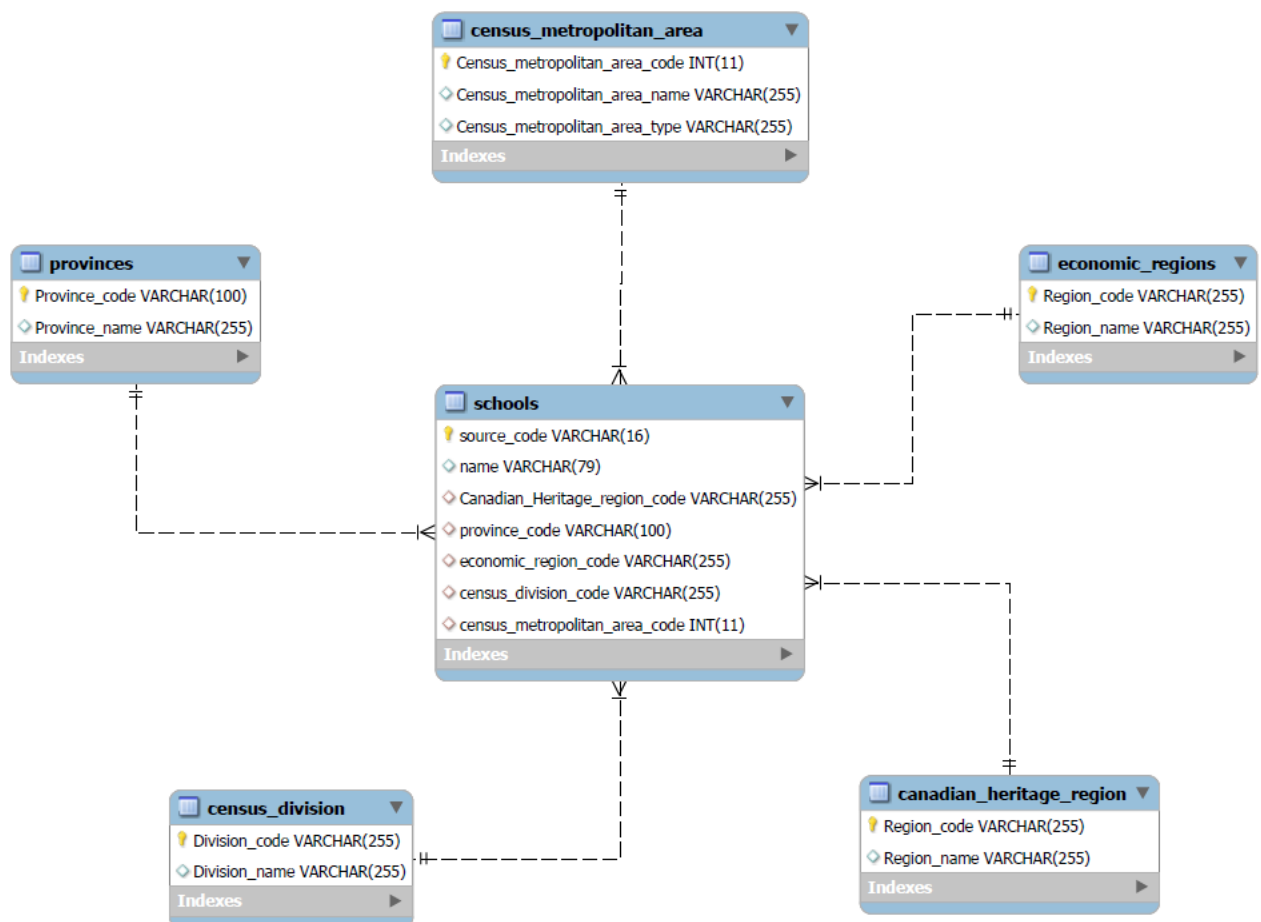 census_metropolitan_area
Census_metropolitan_area_code INT(11)
Census_metropolitan_area_name VARCHAR(255)
Census_metropolitan_area_type VARCHAR(255)
Indexes
provinces
Province_code VARCHAR(100)
Province_name VARCHAR(255)
Indexes
economic_regions
Region_code VARCHAR(255)
Region_name VARCHAR(255)
Indexes
schools
source_code VARCHAR(16)
name VARCHAR(79)
Canadian_Heritage_region_code VARCHAR(255)
province_code VARCHAR(100)
economic_region_code VARCHAR(255)
census_division_code VARCHAR(255)
census_metropolitan_area_code INT(11)
Indexes
census_division
Division_code VARCHAR(255)
Division_name VARCHAR(255)
Indexes
canadian_heritage_region
Region_code VARCHAR(255)
Region_name VARCHAR(255)
Indexes